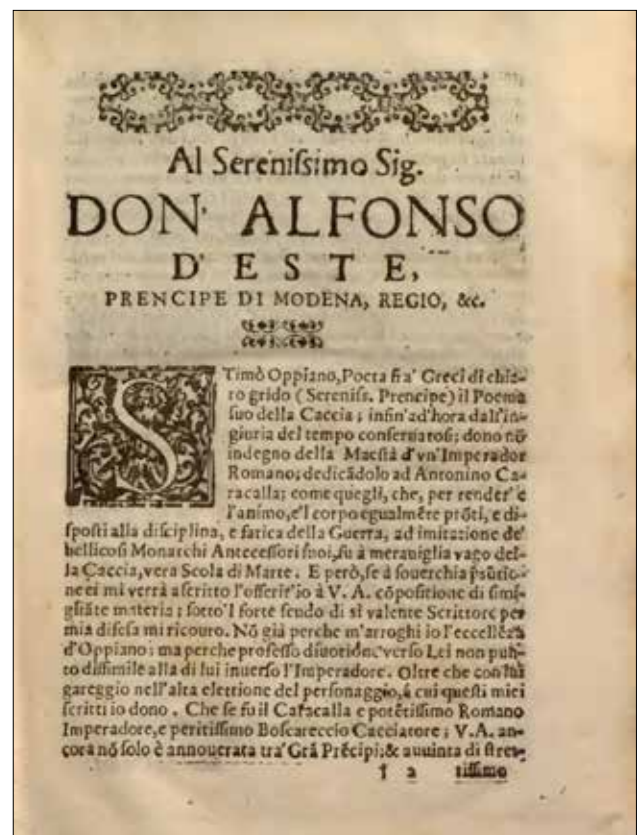 Al Sereniſsimo Sig.
DON ALFONSO
D'ESTE,
PRENCIPE DI MODENA, REGIO, &c.
STimò Oppiano, Poeta fra' Greci di chia-
ro grido (Sereniſs. Prencipe) il Poema
ſuo della Caccia; inſin'ad'hora dall'in-
giuria del tempo conſeruatoſi; dono nõ
indegno della Maeſtà d'vn'Imperador
Romano; dedicãdolo ad Antonino Ca-
racalla; come quegli, che, per render' e
l'animo, e'l corpo egualmẽte prõti, e di-
ſpoſti alla diſciplina, e fatica della Guerra, ad imitatione de'
bellicoſi Monarchi Anteceſſori ſuoi, fu à merauiglia vago del-
la Caccia, vera Scola di Marte. E però, ſe à ſouerchia
ne ei mi verrà aſcritto l'offerir'io à V. A. cõpoſitione di ſimi-
gliãte materia; ſotto'l forte ſcudo di sì valente Scrittore per
mia difeſa mi ricouro. Nõ già perche m'arroghi io l'eccellẽza
d'Oppiano; ma perche profeſſo diuotione verſo Lei non pun-
to diſſimile alla di lui inuerſo l'Imperadore. Oltre che con lui
gareggio nell'alta elettione del perſonaggio, à cui queſti miei
ſcritti io dono. Che ſe fu il Caracalla e potẽtiſſimo Romano
Imperadore, e peritiſſimo Boſcareccio Cacciatore; V. A. an-
cora nõ ſolo è annouerata tra' Grã Prẽcipi; & auuinta di ſtret-
† 2 tiſſimo